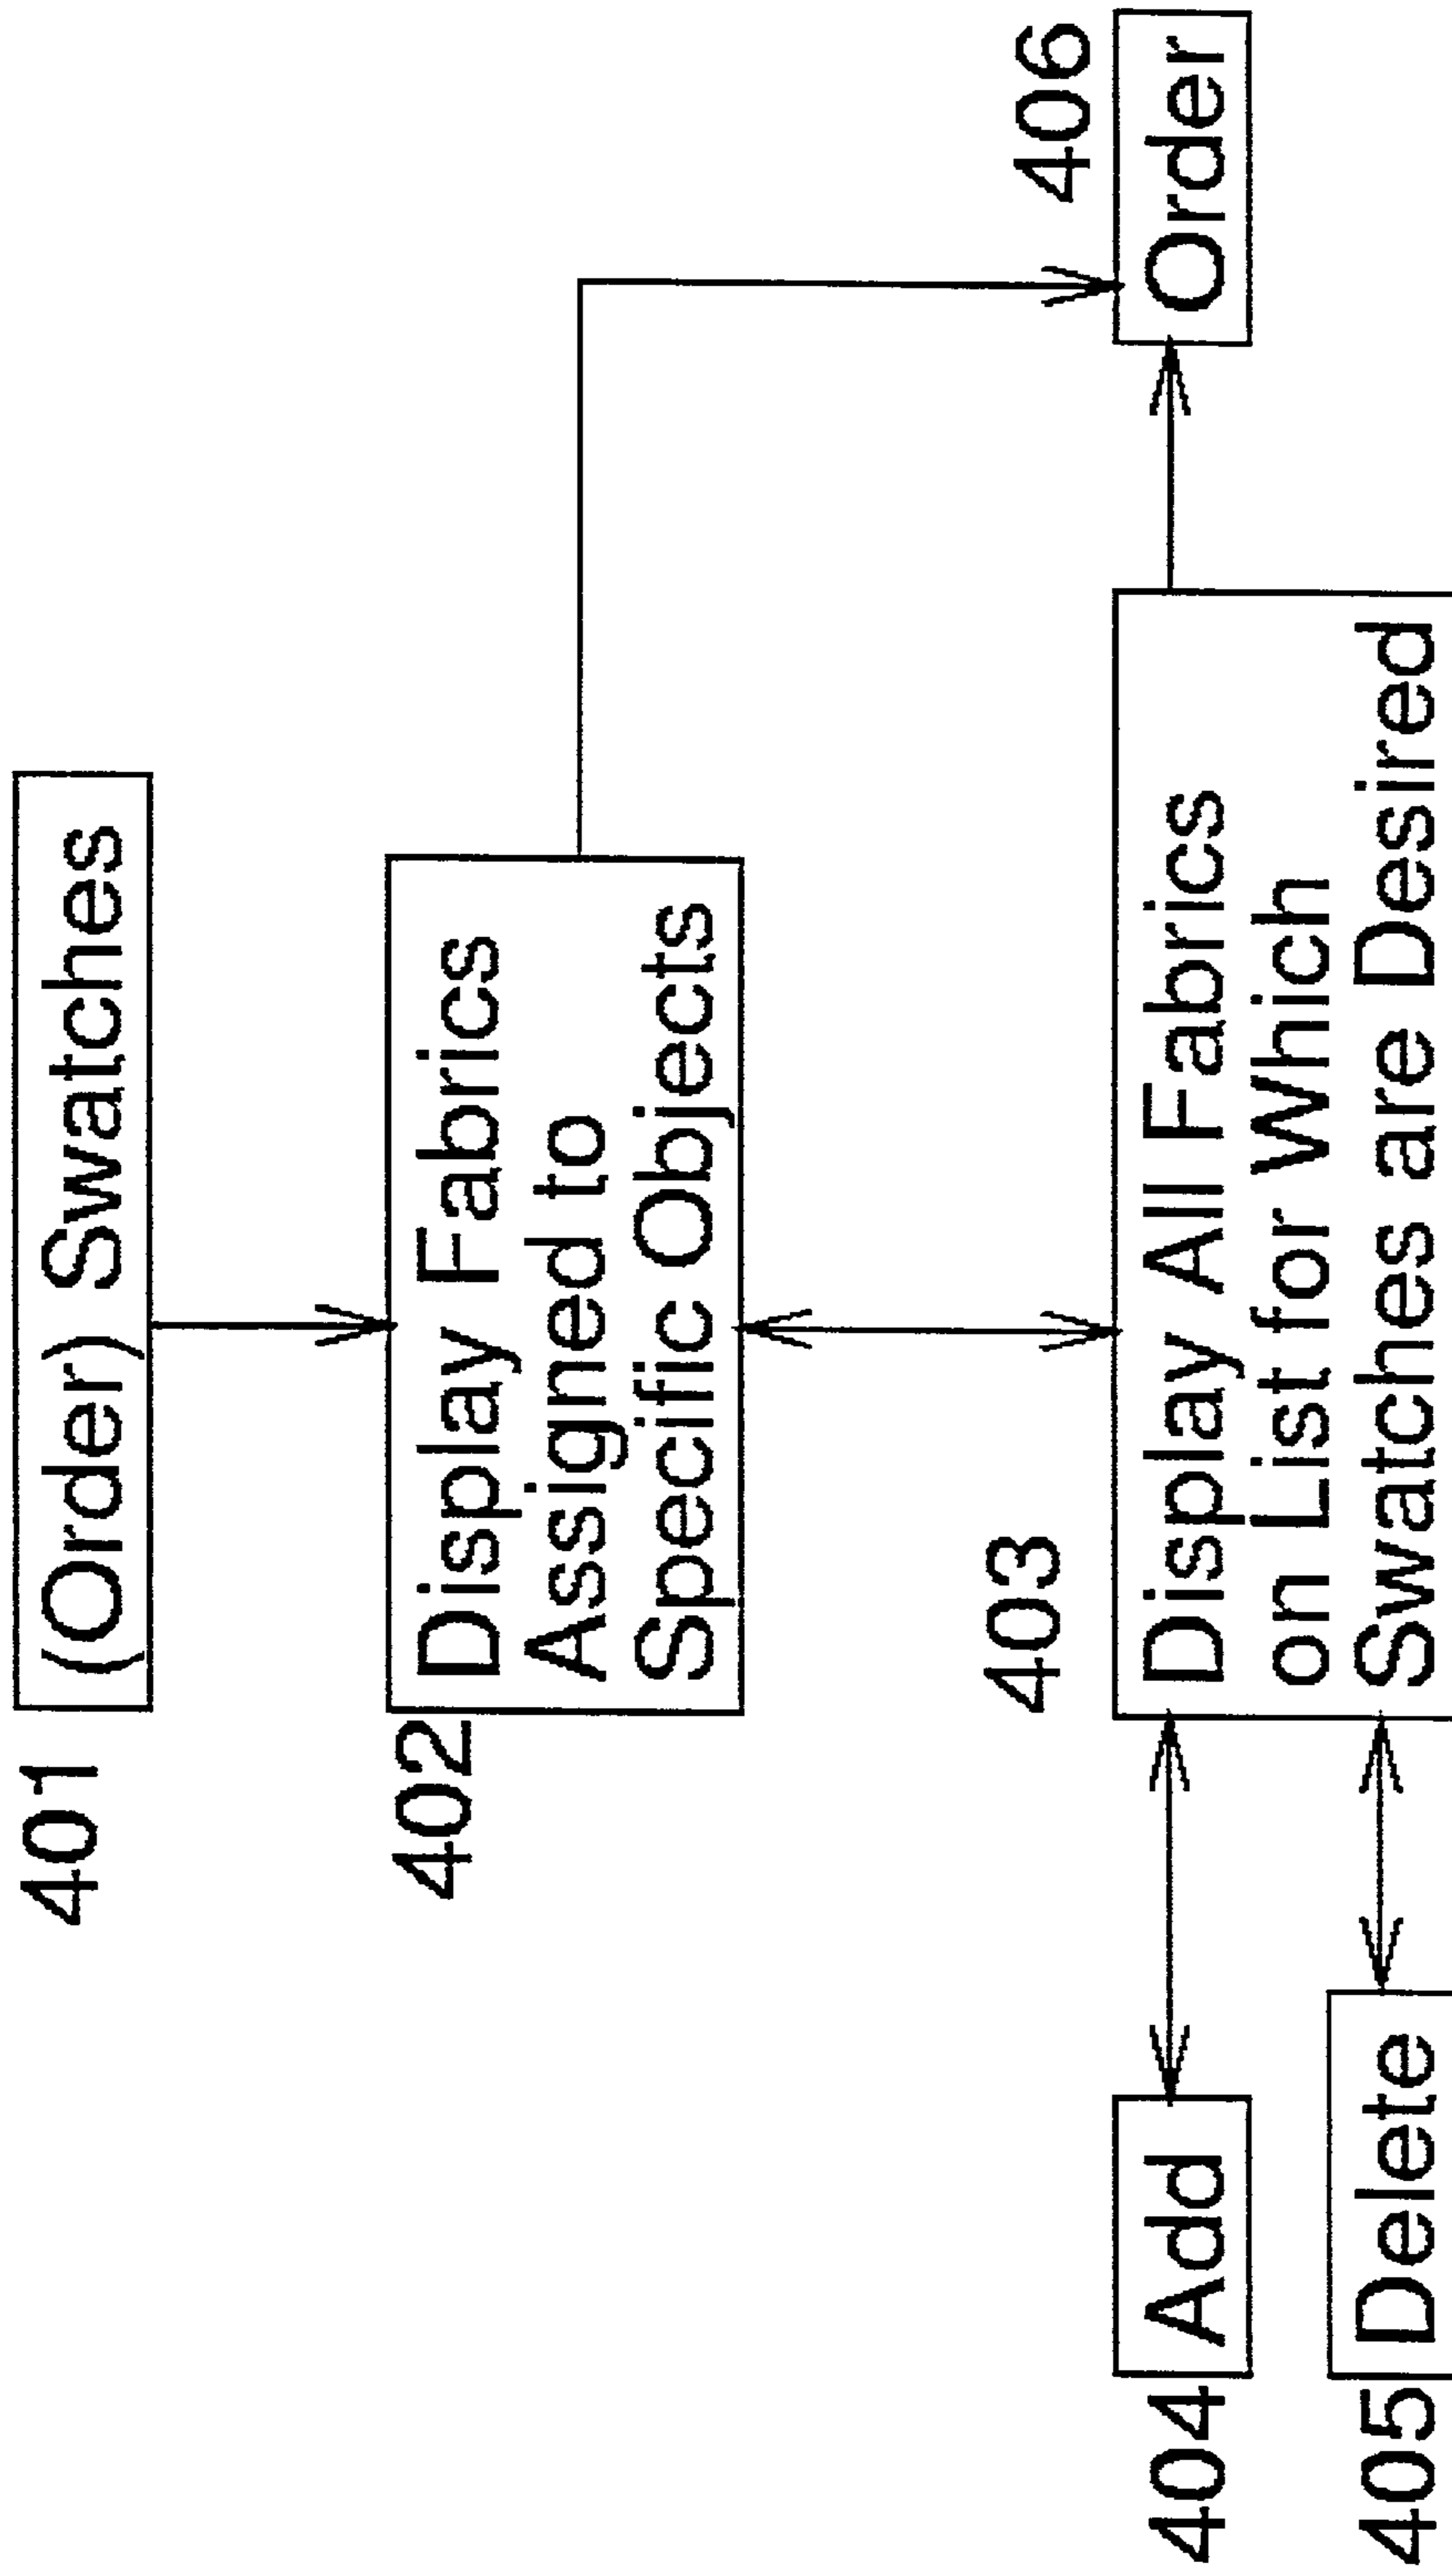 401 (Order) Swatches
402 Display Fabrics
Assigned to
Specific Objects
403
406
Display All Fabrics
on List for Which
Swatches are Desired
404 Add
Order
405 Delete